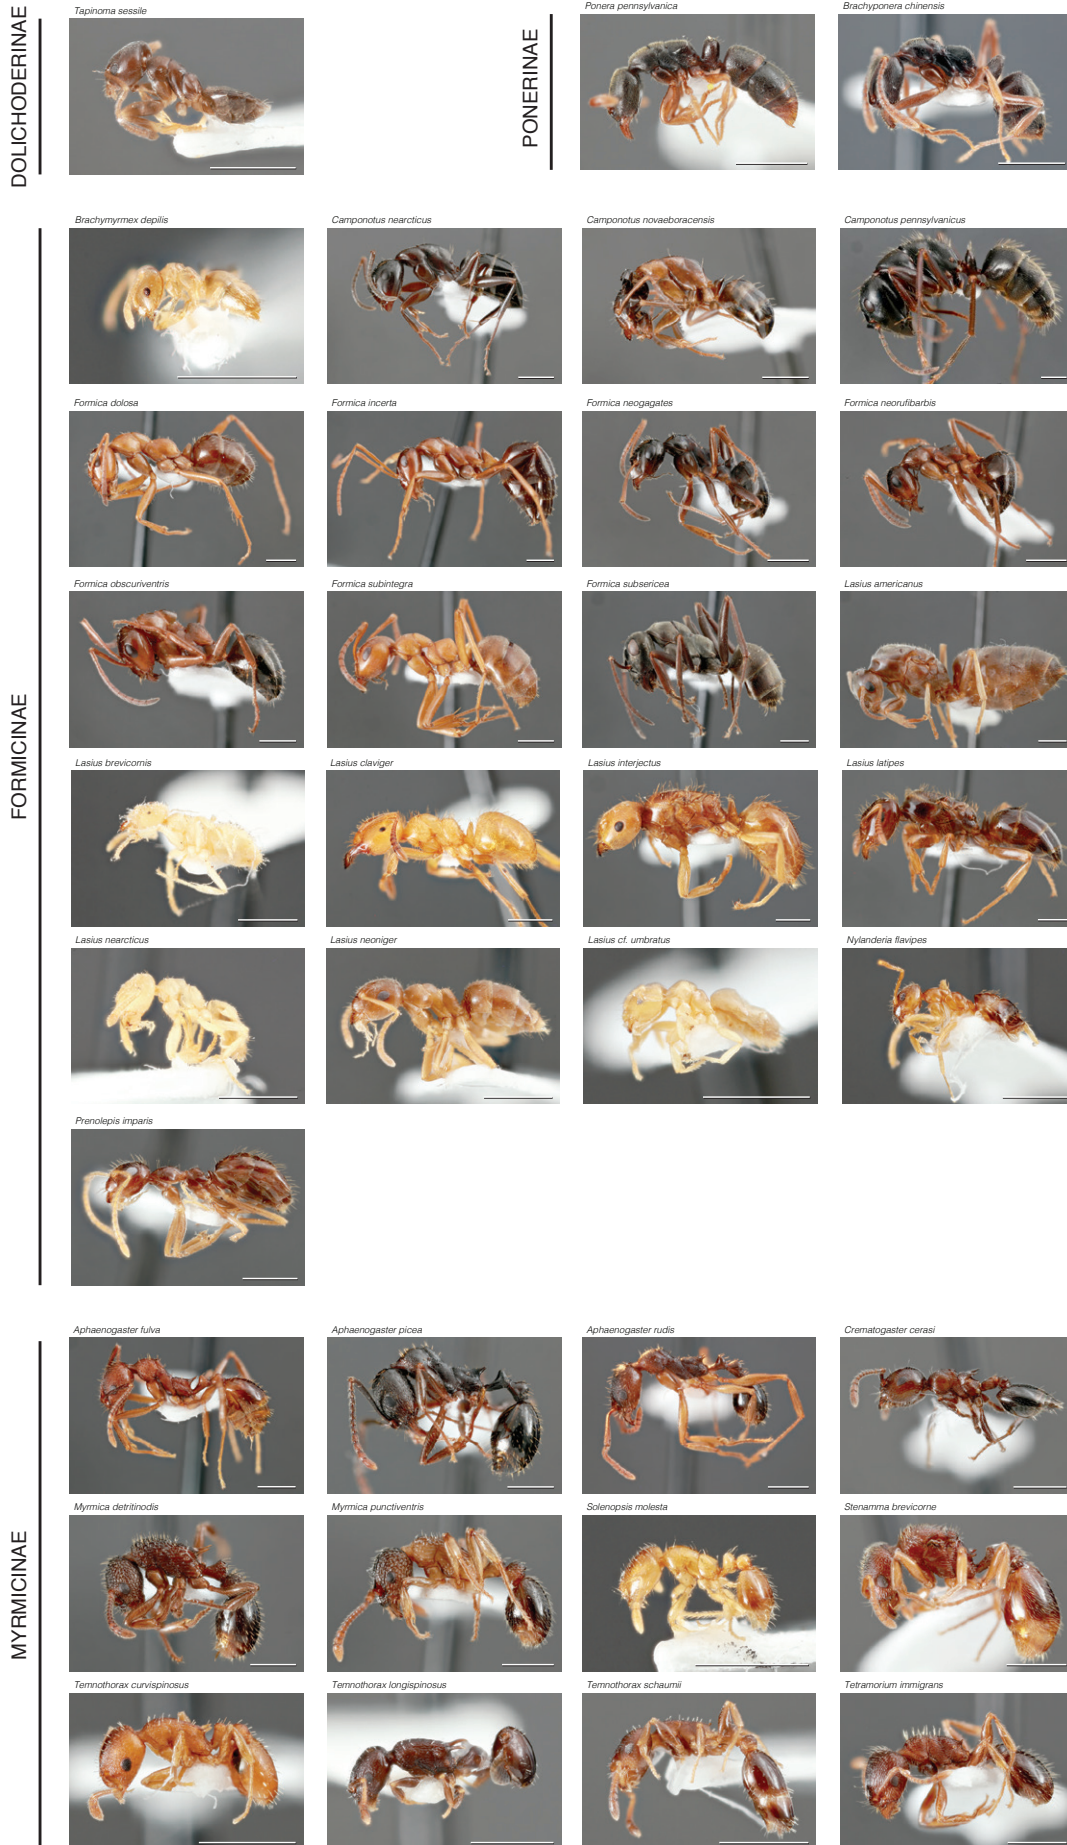 DOLICHODERINAE
Tapinoma sessile
PONERINAE
Ponera pennsylvanica
Brachyponera chinensis
FORMICINAE
Brachymyrmex depilis
Camponotus nearcticus
Camponotus novaeboracensis
Camponotus pennsylvanicus
Formica dolosa
Formica incerta
Formica neogagates
Formica neorufibarbis
Formica obscuriventris
Formica subintegra
Formica subsericea
Lasius americanus
Lasius brevicornis
Lasius claviger
Lasius interjectus
Lasius latipes
Lasius nearcticus
Lasius neoniger
Lasius cf. umbratus
Nylanderia flavipes
Prenolepis imparis
MYRMICINAE
Aphaenogaster fulva
Aphaenogaster picea
Aphaenogaster rudis
Crematogaster cerasi
Myrmica detritinodis
Myrmica punctiventris
Solenopsis molesta
Stenamma brevicorne
Temnothorax curvispinosus
Temnothorax longispinosus
Temnothorax schaumii
Tetramorium immigrans